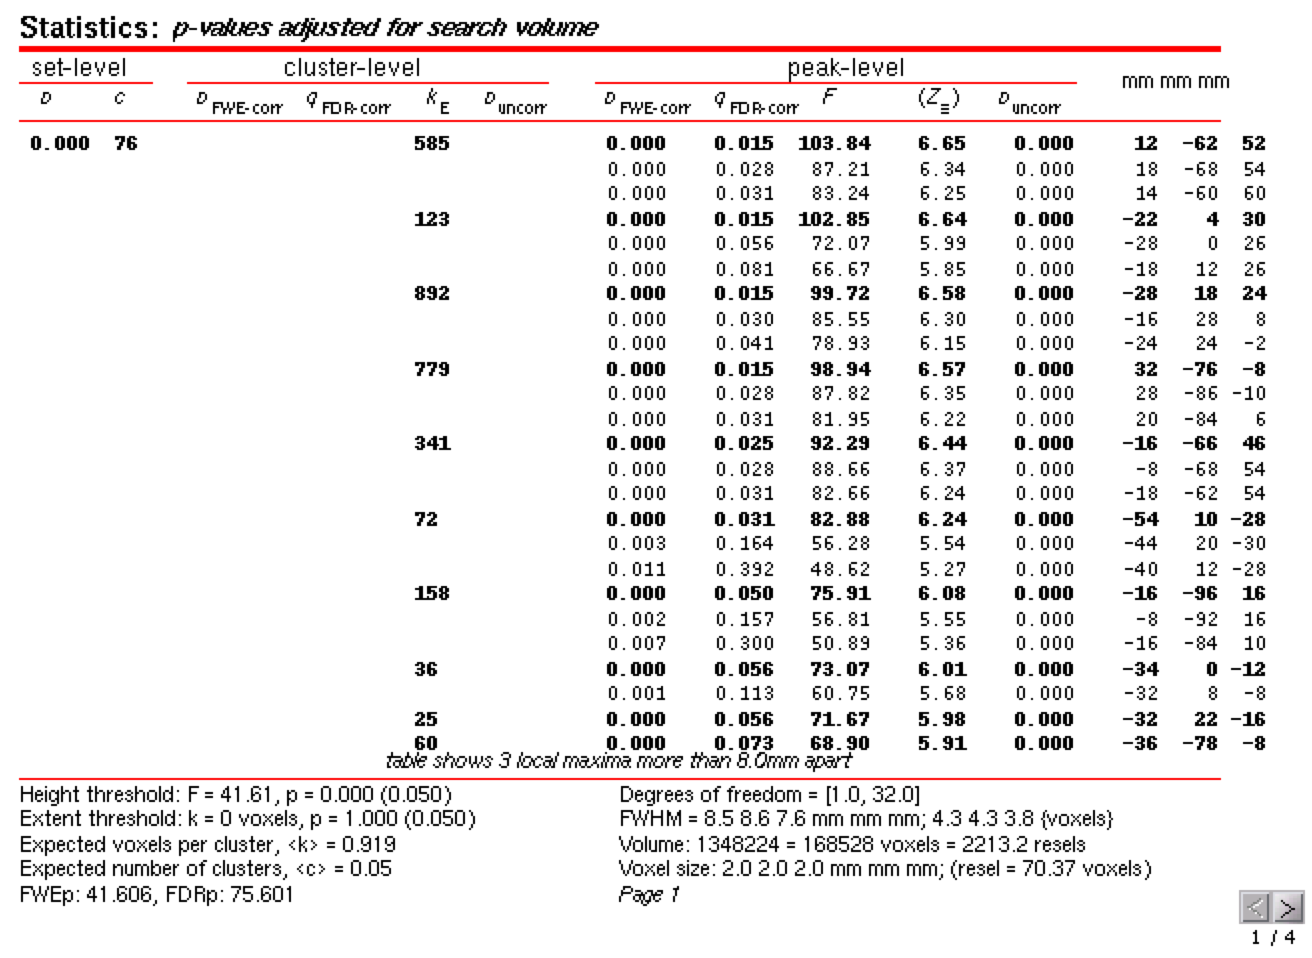 Statistics: p-values adjusted for search volume
set-level cluster-level peak-level mm mm mm
p c p FWE-corr q FDR-corr k E p uncorr p FWE-corr q FDR-corr F (Z≡) p uncorr
0.000 76 585 0.000 0.015 103.84 6.65 0.000 12 -62 52
0.000 0.028 87.21 6.34 0.000 18 -68 54
0.000 0.031 83.24 6.25 0.000 14 -60 60
123 0.000 0.015 102.85 6.64 0.000 -22 4 30
0.000 0.056 72.07 5.99 0.000 -28 0 26
0.000 0.081 66.67 5.85 0.000 -18 12 26
892 0.000 0.015 99.72 6.58 0.000 -28 18 24
0.000 0.030 85.55 6.30 0.000 -16 28 8
0.000 0.041 78.93 6.15 0.000 -24 24 -2
779 0.000 0.015 98.94 6.57 0.000 32 -76 -8
0.000 0.028 87.82 6.35 0.000 28 -86 -10
0.000 0.031 81.95 6.22 0.000 20 -84 6
341 0.000 0.025 92.29 6.44 0.000 -16 -66 46
0.000 0.028 88.66 6.37 0.000 -8 -68 54
0.000 0.031 82.66 6.24 0.000 -18 -62 54
72 0.000 0.031 82.88 6.24 0.000 -54 10 -28
0.003 0.164 56.28 5.54 0.000 -44 20 -30
0.011 0.392 48.62 5.27 0.000 -40 12 -28
158 0.000 0.050 75.91 6.08 0.000 -16 -96 16
0.002 0.157 56.81 5.55 0.000 -8 -92 16
0.007 0.300 50.89 5.36 0.000 -16 -84 10
36 0.000 0.056 73.07 6.01 0.000 -34 0 -12
0.001 0.113 60.75 5.68 0.000 -32 8 -8
25 0.000 0.056 71.67 5.98 0.000 -32 22 -16
60 0.000 0.073 68.90 5.91 0.000 -36 -78 -8
table shows 3 local maxima more than 8.0mm apart
Height threshold: F = 41.61, p = 0.000 (0.050) Degrees of freedom = [1.0, 32.0]
Extent threshold: k = 0 voxels, p = 1.000 (0.050) FWHM = 8.5 8.6 7.6 mm mm mm; 4.3 4.3 3.8 {voxels}
Expected voxels per cluster, <k> = 0.919 Volume: 1348224 = 168528 voxels = 2213.2 resels
Expected number of clusters, <c> = 0.05 Voxel size: 2.0 2.0 2.0 mm mm mm; (resel = 70.37 voxels)
FWEp: 41.606, FDRp: 75.601 Page 1
< >
1 / 4